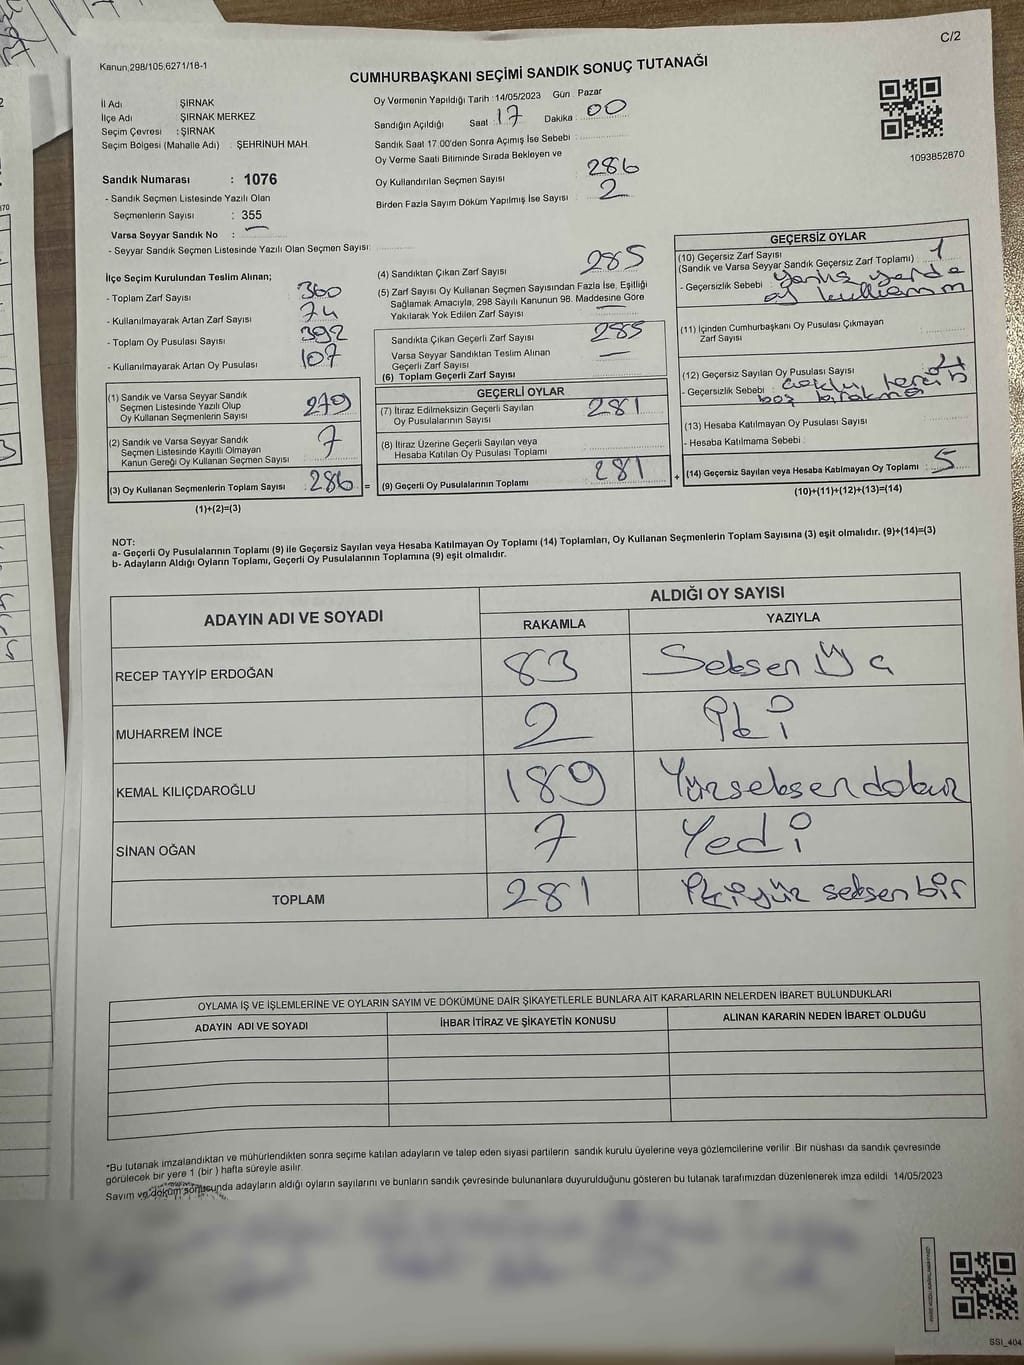 C/2
Kanun,298/105,6271/18-1
CUMHURBAŞKANI SEÇİMİ SANDIK SONUÇ TUTANAĞI
İl Adı ŞIRNAK
İlçe Adı ŞIRNAK MERKEZ
Seçim Çevresi : ŞIRNAK
Seçim Bölgesi (Mahalle Adı) : ŞEHRİNUH MAH.
Oy Vermenin Yapıldığı Tarih : 14/05/2023 Gün Pazar
Sandığın Açıldığı Saat : 17 Dakika : 00
Sandık Saat 17.00'den Sonra Açımış İse Sebebi :
Oy Verme Saati Bitiminde Sırada Bekleyen ve
Oy Kullandırılan Seçmen Sayısı 286
Birden Fazla Sayım Döküm Yapılmış İse Sayısı 2
1093852870
Sandık Numarası : 1076
- Sandık Seçmen Listesinde Yazılı Olan
Seçmenlerin Sayısı : 355
Varsa Seyyar Sandık No : —
- Seyyar Sandık Seçmen Listesinde Yazılı Olan Seçmen Sayısı:
İlçe Seçim Kurulundan Teslim Alınan;
- Toplam Zarf Sayısı : 360
- Kullanılmayarak Artan Zarf Sayısı : 74
- Toplam Oy Pusulası Sayısı : 392
- Kullanılmayarak Artan Oy Pusulası : 107
(1) Sandık ve Varsa Seyyar Sandık
Seçmen Listesinde Yazılı Olup
Oy Kullanan Seçmenlerin Sayısı : 279
(2) Sandık ve Varsa Seyyar Sandık
Seçmen Listesinde Kayıtlı Olmayan
Kanun Gereği Oy Kullanan Seçmen Sayısı : 7
(3) Oy Kullanan Seçmenlerin Toplam Sayısı : 286 =
(1)+(2)=(3)
(4) Sandıktan Çıkan Zarf Sayısı 285
(5) Zarf Sayısı Oy Kullanan Seçmen Sayısından Fazla İse, Eşitliği
Sağlamak Amacıyla, 298 Sayılı Kanunun 98. Maddesine Göre
Yakılarak Yok Edilen Zarf Sayısı : —
Sandıkta Çıkan Geçerli Zarf Sayısı : 285
Varsa Seyyar Sandıktan Teslim Alınan
Geçerli Zarf Sayısı : —
(6) Toplam Geçerli Zarf Sayısı
GEÇERLİ OYLAR
(7) İtiraz Edilmeksizin Geçerli Sayılan
Oy Pusulasının Sayısı : 281
(8) İtiraz Üzerine Geçerli Sayılan veya
Hesaba Katılan Oy Pusulası Toplamı
(9) Geçerli Oy Pusulalarının Toplamı : 281 +
GEÇERSİZ OYLAR
(10) Geçersiz Zarf Sayısı
(Sandık ve Varsa Seyyar Sandık Geçersiz Zarf Toplamı) : 1
- Geçersizlik Sebebi : yanlış yerde
oy kullanım
(11) İçinden Cumhurbaşkanı Oy Pusulası Çıkmayan
Zarf Sayısı
(12) Geçersiz Sayılan Oy Pusulası Sayısı
- Geçersizlik Sebebi : çoklu tercih
boş bırakma
(13) Hesaba Katılmayan Oy Pusulası Sayısı
- Hesaba Katılmama Sebebi :
(14) Geçersiz Sayılan veya Hesaba Katılmayan Oy Toplamı : 5
(10)+(11)+(12)+(13)=(14)
NOT:
a- Geçerli Oy Pusulalarının Toplamı (9) ile Geçersiz Sayılan veya Hesaba Katılmayan Oy Toplamı (14) Toplamları, Oy Kullanan Seçmenlerin Toplam Sayısına (3) eşit olmalıdır. (9)+(14)=(3)
b- Adayların Aldığı Oyların Toplamı, Geçerli Oy Pusulalarının Toplamına (9) eşit olmalıdır.
ADAYIN ADI VE SOYADI ALDIĞI OY SAYISI
RAKAMLA YAZIYLA
RECEP TAYYİP ERDOĞAN 83 Seksen
MUHARREM İNCE 2 İki
KEMAL KILIÇDAROĞLU 189 Yüzseksendokuz
SİNAN OĞAN 7 Yedi
TOPLAM 281 İkiyüz seksen bir
OYLAMA İŞ VE İŞLEMLERİNE VE OYLARIN SAYIM VE DÖKÜMÜNE DAİR ŞİKAYETLERLE BUNLARA AİT KARARLARIN NELERDEN İBARET BULUNDUKLARI
ADAYIN ADI VE SOYADI İHBAR İTİRAZ VE ŞİKAYETİN KONUSU ALINAN KARARIN NEDEN İBARET OLDUĞU
*Bu tutanak imzalandıktan ve mühürlendikten sonra seçime katılan adayların ve talep eden siyasi partilerin sandık kurulu üyelerine veya gözlemcilerine verilir. Bir nüshası da sandık çevresinde
görülecek bir yere 1 (bir) hafta süreyle asılır.
Sayım ve döküm sonucunda adayların aldığı oyların sayılarını ve bunların sandık çevresinde bulunanlara duyurulduğunu gösteren bu tutanak tarafımızdan düzenlenerek imza edildi 14/05/2023
SSI_404